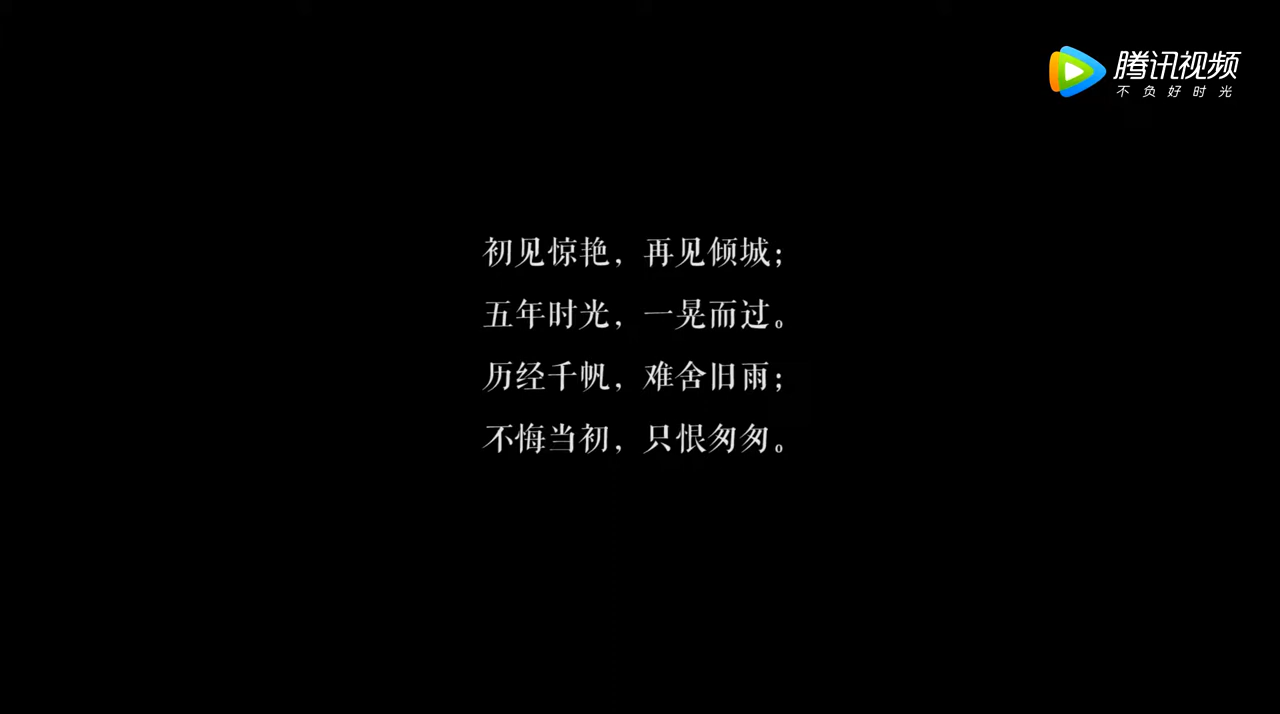 腾讯视频
不负好时光
初见惊艳，再见倾城；
五年时光，一晃而过。
历经千帆，难舍旧雨；
不悔当初，只恨匆匆。